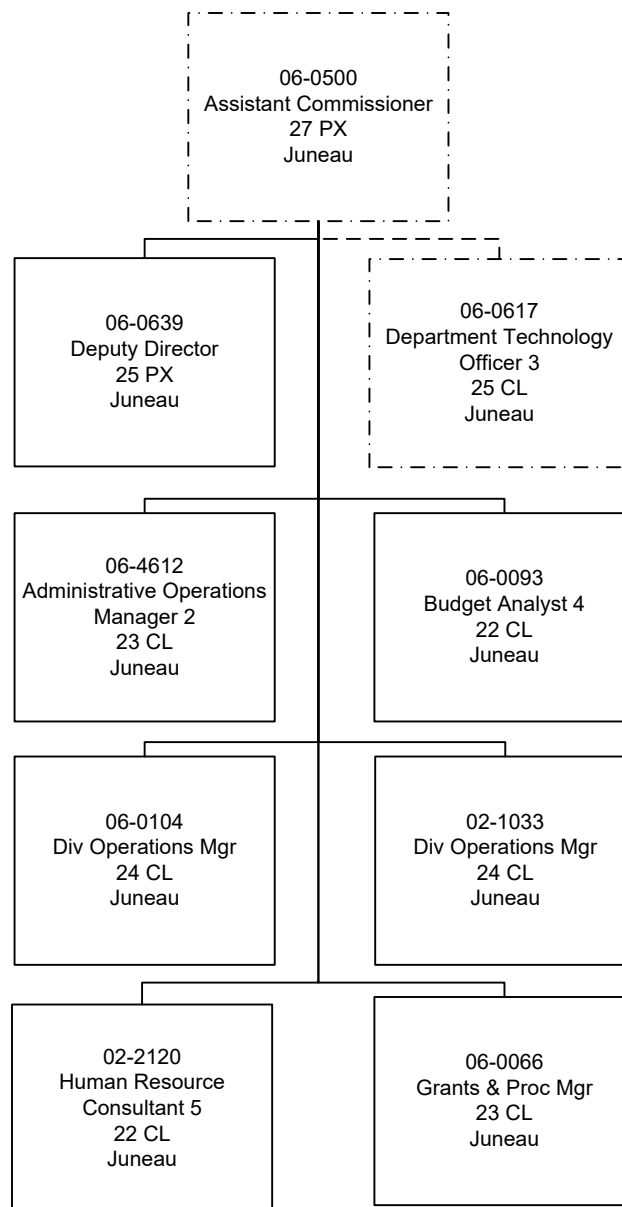 06-0500
Assistant Commissioner
27 PX
Juneau
06-0639
Deputy Director
25 PX
Juneau
06-0617
Department Technology
Officer 3
25 CL
Juneau
06-4612
Administrative Operations
Manager 2
23 CL
Juneau
06-0093
Budget Analyst 4
22 CL
Juneau
06-0104
Div Operations Mgr
24 CL
Juneau
02-1033
Div Operations Mgr
24 CL
Juneau
02-2120
Human Resource
Consultant 5
22 CL
Juneau
06-0066
Grants & Proc Mgr
23 CL
Juneau